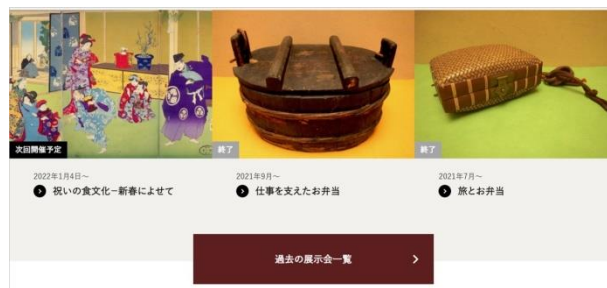 次回開催予定
終了
終了
2022年1月4日〜
祝いの食文化−新春によせて
2021年9月〜
仕事を支えたお弁当
2021年7月〜
旅とお弁当
過去の展示会一覧